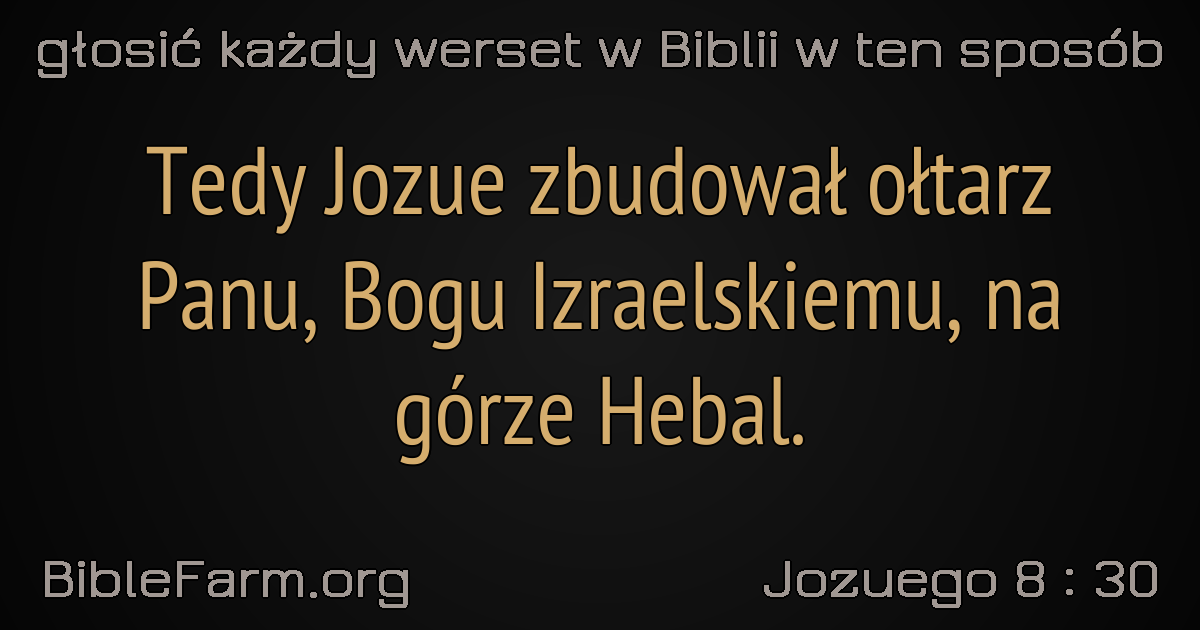 głosić każdy werset w Biblii w ten sposób
Tedy Jozue zbudował ołtarz
Panu, Bogu Izraelskiemu, na
górze Hebal.
BibleFarm.org
Jozuego 8 : 30